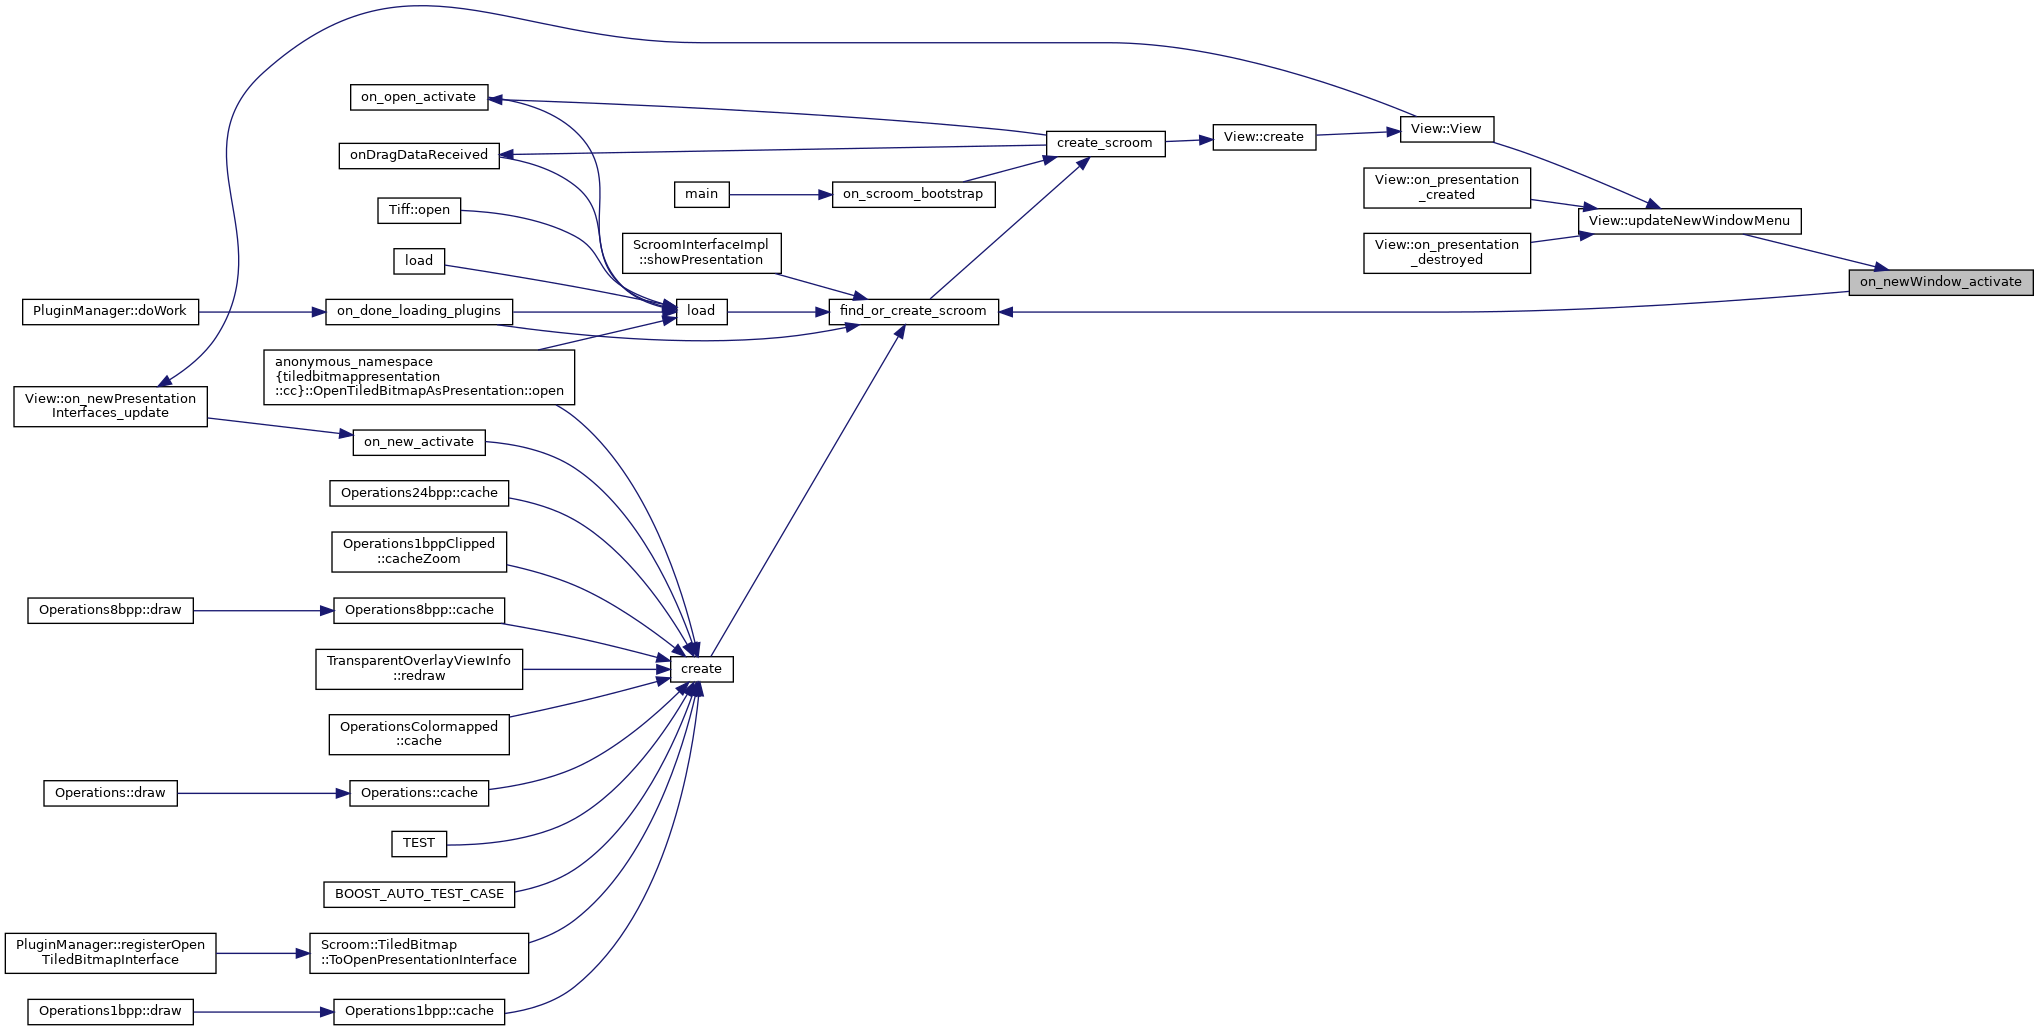 on_open_activate
onDragDataReceived
Tiff::open
load
PluginManager::doWork
on_done_loading_plugins
anonymous_namespace
{tiledbitmappresentation
::cc}::OpenTiledBitmapAsPresentation::open
View::on_newPresentation
Interfaces_update
on_new_activate
Operations24bpp::cache
Operations1bppClipped
::cacheZoom
Operations8bpp::draw
Operations8bpp::cache
TransparentOverlayViewInfo
::redraw
OperationsColormapped
::cache
Operations::draw
Operations::cache
TEST
BOOST_AUTO_TEST_CASE
PluginManager::registerOpen
TiledBitmapInterface
Scroom::TiledBitmap
::ToOpenPresentationInterface
Operations1bpp::draw
Operations1bpp::cache
main
ScroomInterfaceImpl
::showPresentation
load
create
on_scroom_bootstrap
find_or_create_scroom
create_scroom
View::create
View::View
View::on_presentation
_created
View::on_presentation
_destroyed
View::updateNewWindowMenu
on_newWindow_activate